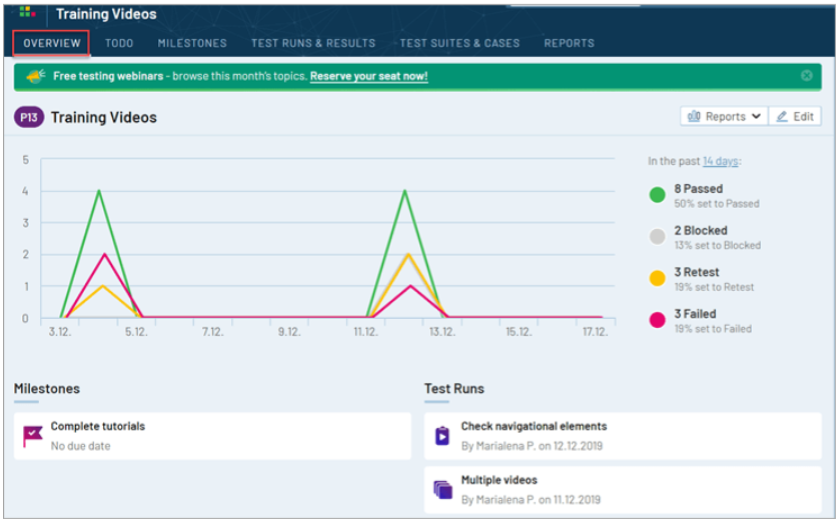 Training Videos
OVERVIEW TODO MILESTONES TEST RUNS & RESULTS TEST SUITES & CASES REPORTS
Free testing webinars - browse this month's topics. Reserve your seat now!
P13 Training Videos
Reports Edit
5
4
3
2
1
0
3.12. 5.12. 7.12. 9.12. 11.12. 13.12. 15.12. 17.12.
In the past 14 days:
8 Passed
50% set to Passed
2 Blocked
13% set to Blocked
3 Retest
19% set to Retest
3 Failed
19% set to Failed
Milestones
Complete tutorials
No due date
Test Runs
Check navigational elements
By Marialena P. on 12.12.2019
Multiple videos
By Marialena P. on 11.12.2019